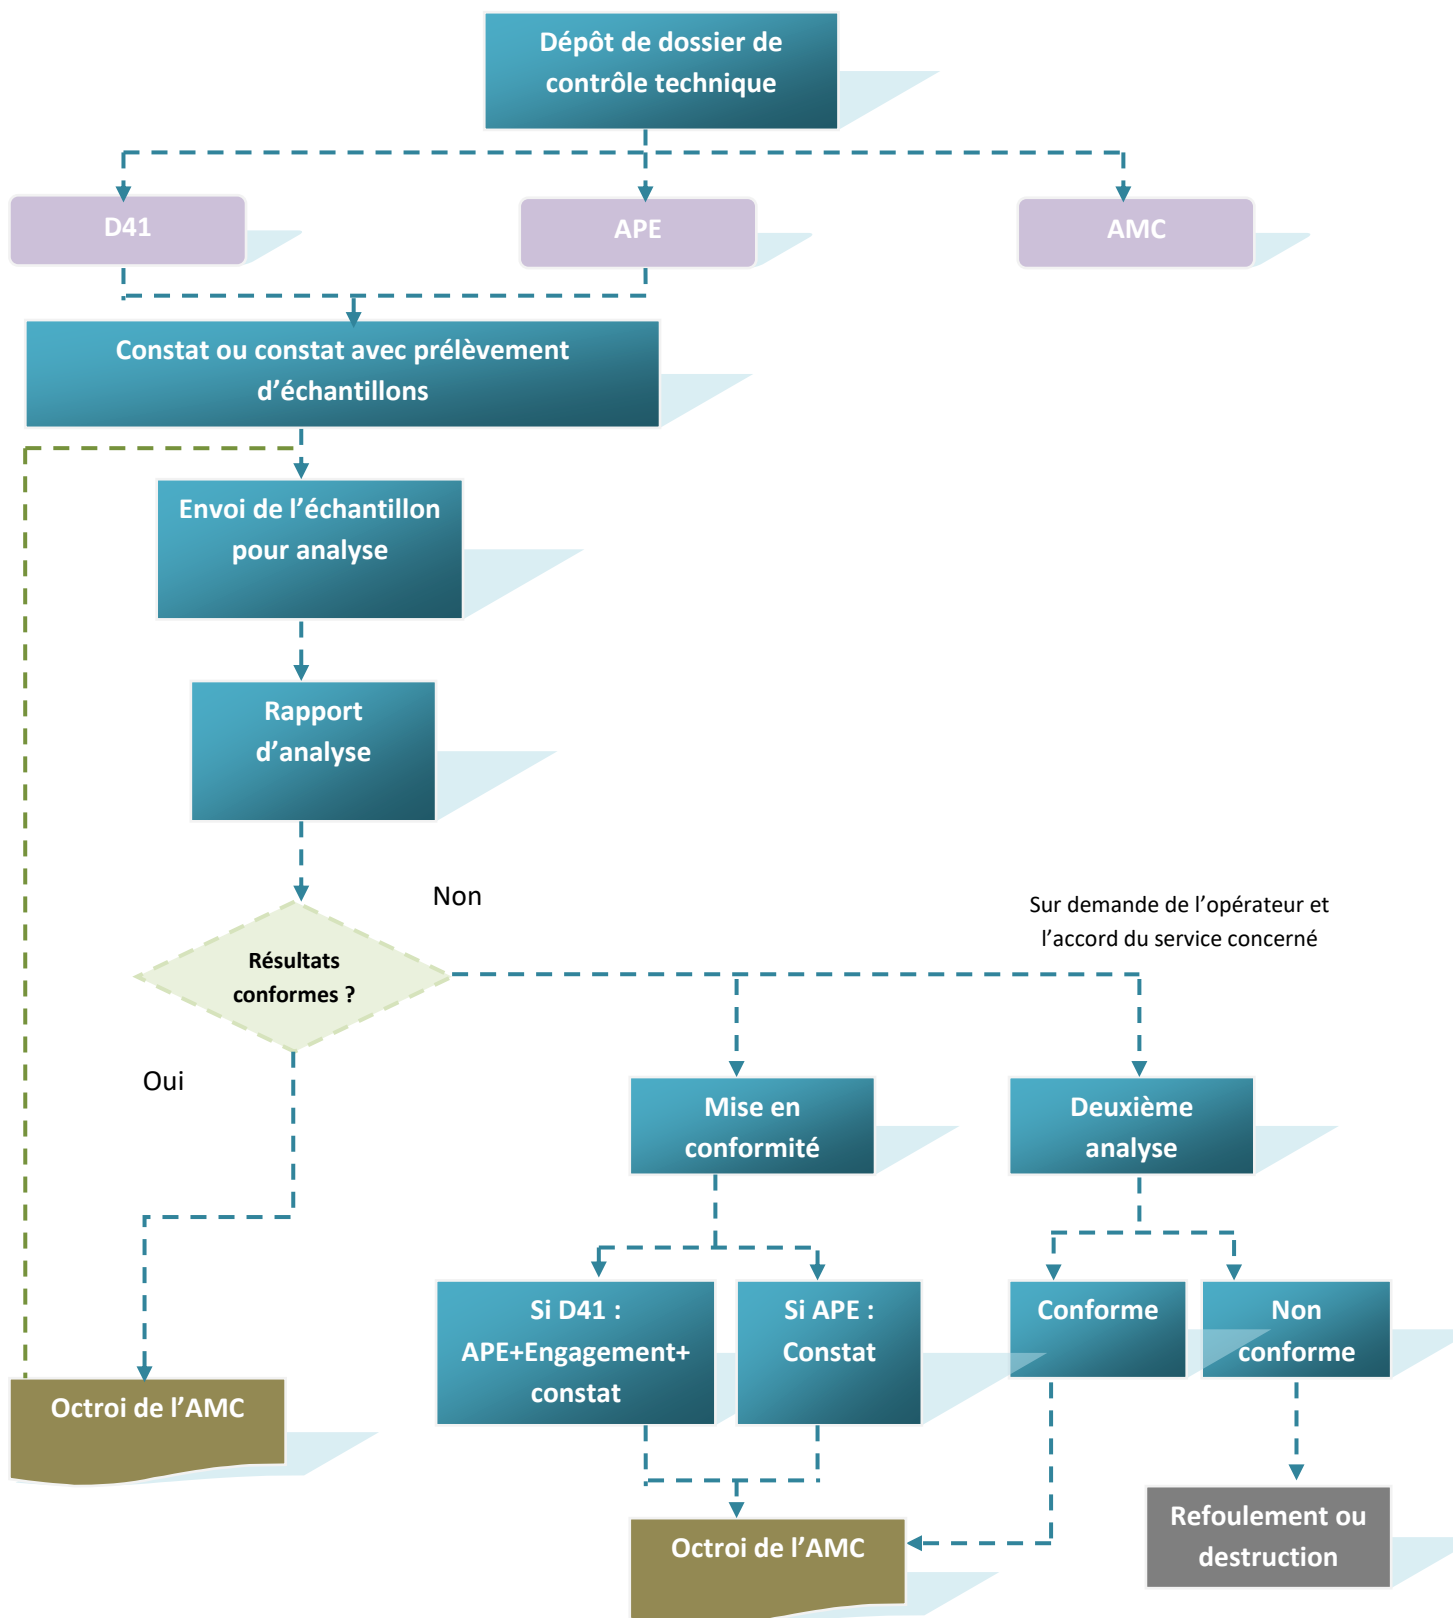 Dépôt de dossier de
contrôle technique
D41
APE
AMC
Constat ou constat avec prélèvement
d’échantillons
Envoi de l’échantillon
pour analyse
Rapport
d’analyse
Non
Sur demande de l’opérateur et
l’accord du service concerné
Résultats
conformes ?
Oui
Mise en
conformité
Deuxième
analyse
Si D41 :
APE+Engagement+
constat
Si APE :
Constat
Conforme
Non
conforme
Octroi de l’AMC
Octroi de l’AMC
Refoulement ou
destruction